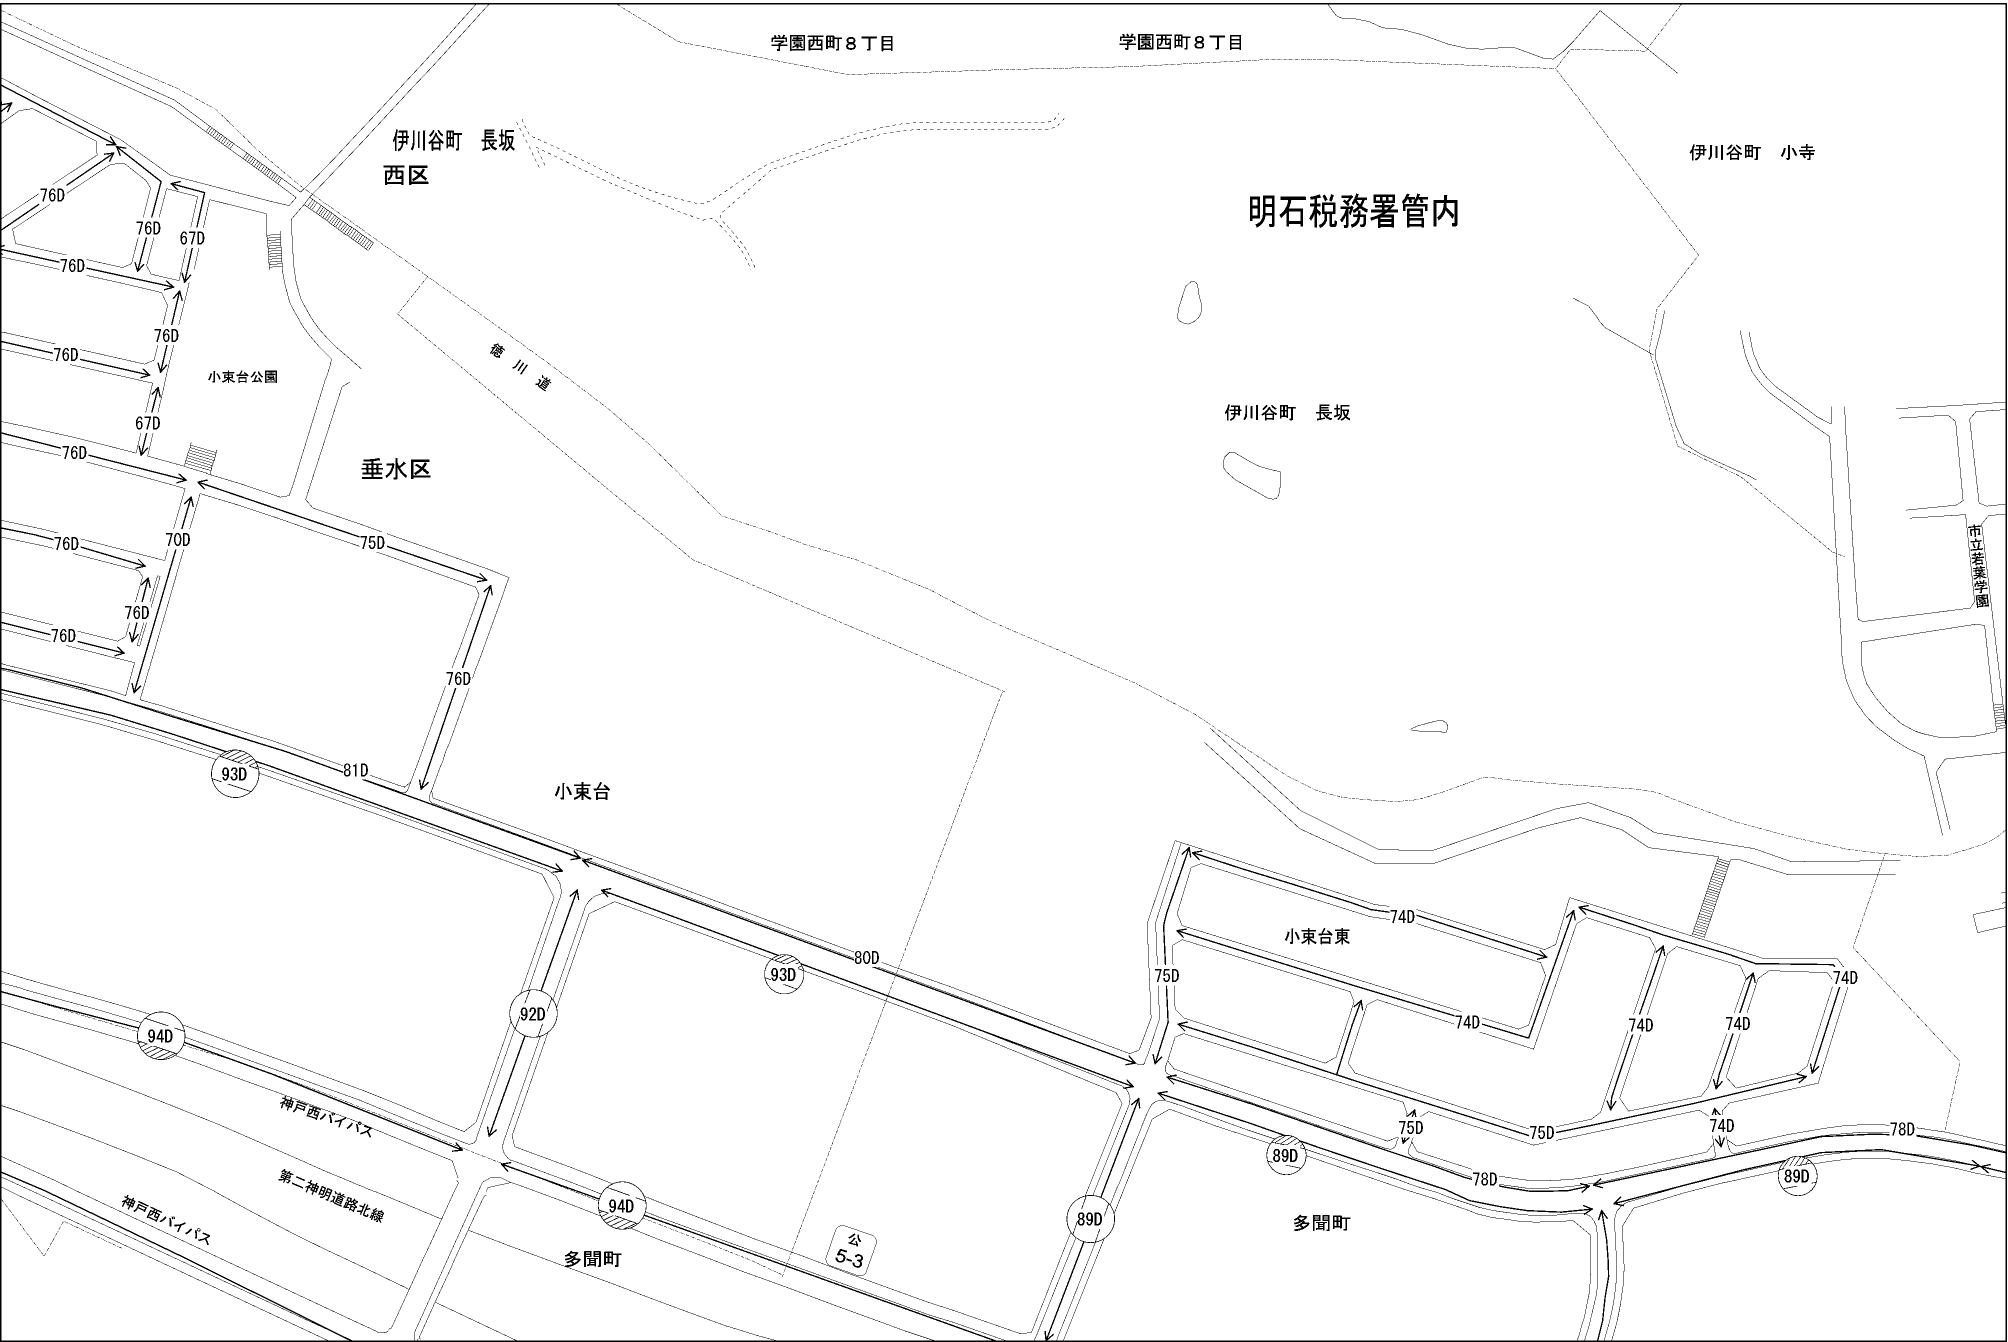 学園西町８丁目
学園西町８丁目
伊川谷町　長坂
西区
伊川谷町　小寺
明石税務署管内
76D
76D
67D
76D
76D
76D
小束台公園
徳川道
67D
伊川谷町　長坂
76D
垂水区
76D
70D
75D
市立若葉学園
76D
76D
76D
93D
81D
小束台
74D
小束台東
80D
93D
75D
74D
92D
74D
74D
74D
94D
神戸西バイパス
75D
75D
74D
78D
89D
78D
89D
第二神明道路北線
神戸西バイパス
94D
89D
多聞町
公
5-3
多聞町